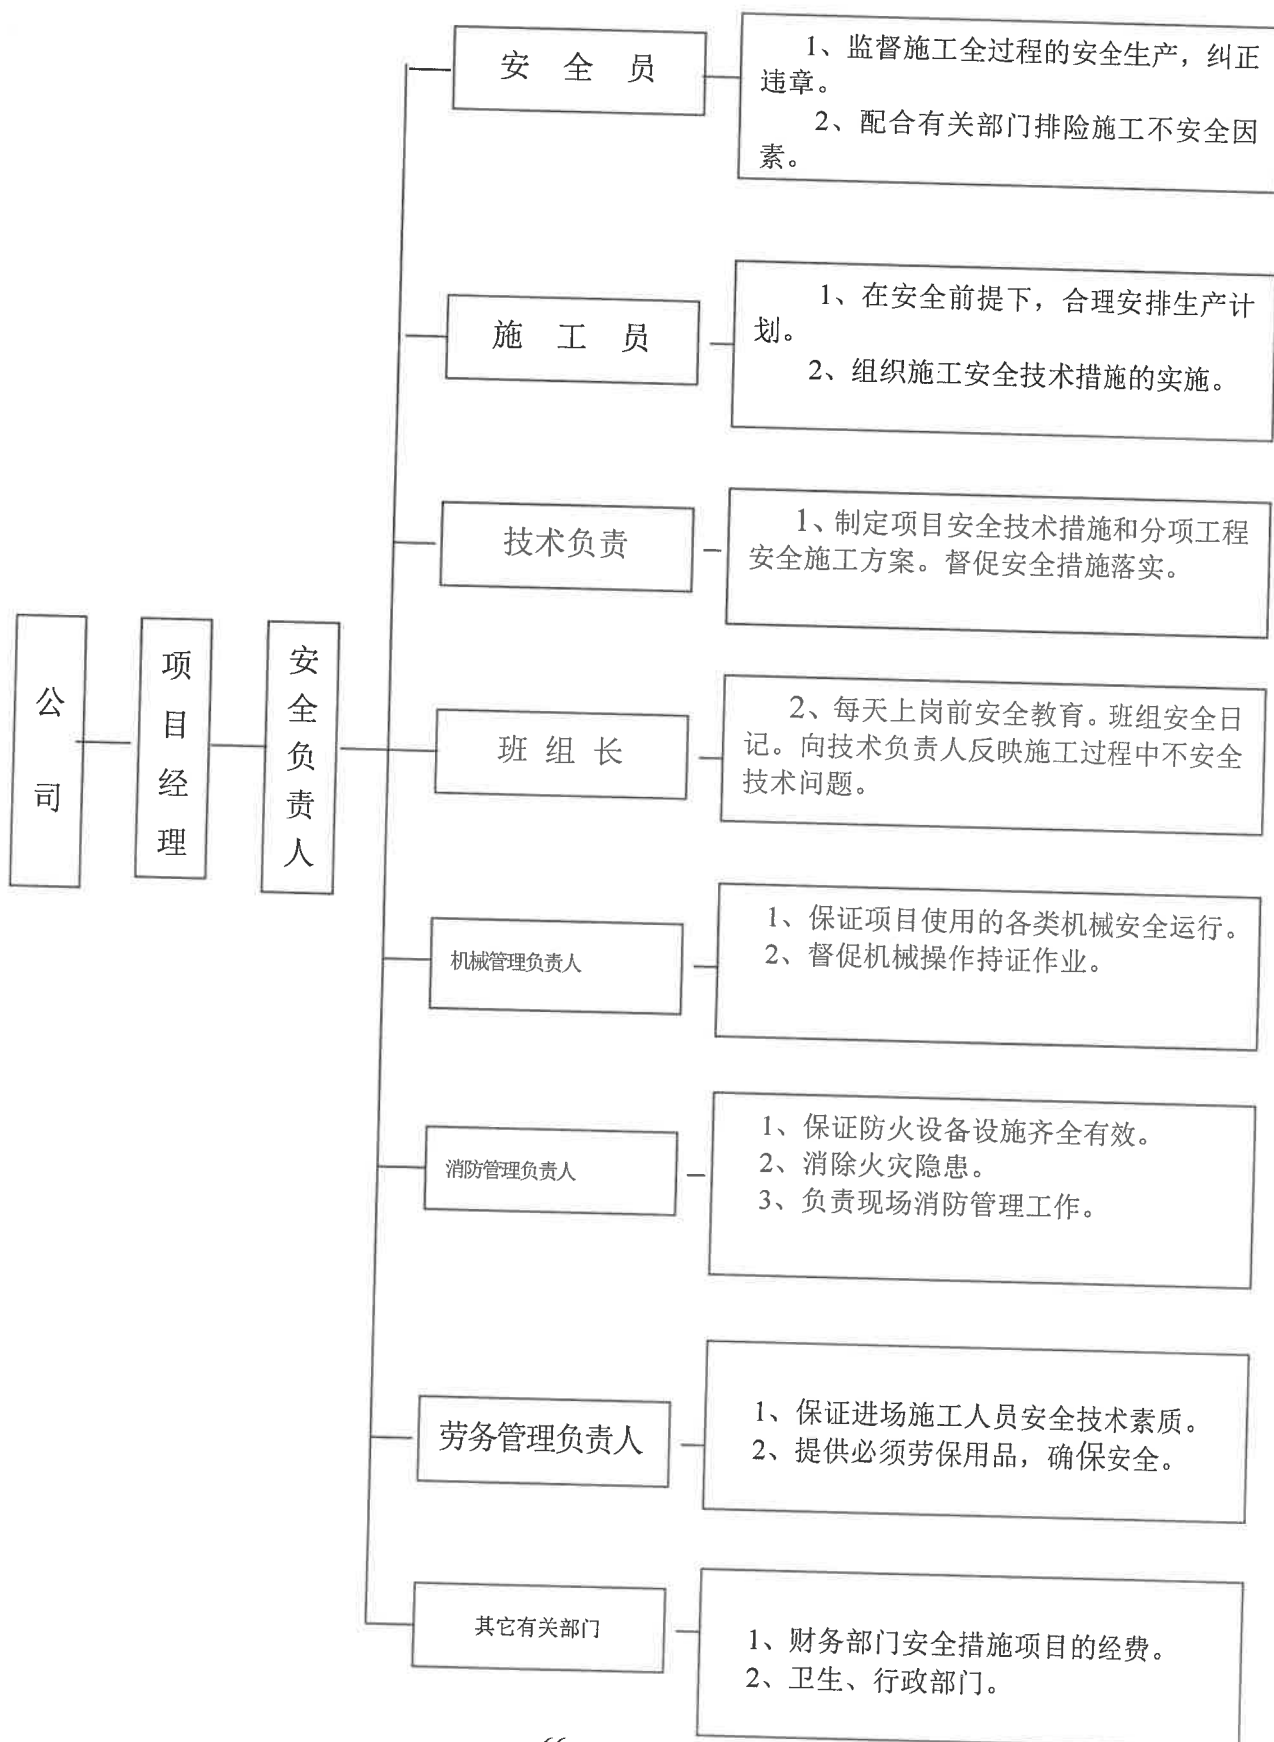 安 全 员
1、监督施工全过程的安全生产，纠正
违章。
2、配合有关部门排险施工不安全因
素。
施 工 员
1、在安全前提下，合理安排生产计
划。
2、组织施工安全技术措施的实施。
技术负责
1、制定项目安全技术措施和分项工程
安全施工方案。督促安全措施落实。
公司
项目经理
安全负责人
班 组 长
2、每天上岗前安全教育。班组安全日
记。向技术负责人反映施工过程中不安全
技术问题。
机械管理负责人
1、保证项目使用的各类机械安全运行。
2、督促机械操作持证作业。
消防管理负责人
1、保证防火设备设施齐全有效。
2、消除火灾隐患。
3、负责现场消防管理工作。
劳务管理负责人
1、保证进场施工人员安全技术素质。
2、提供必须劳保用品，确保安全。
其它有关部门
1、财务部门安全措施项目的经费。
2、卫生、行政部门。